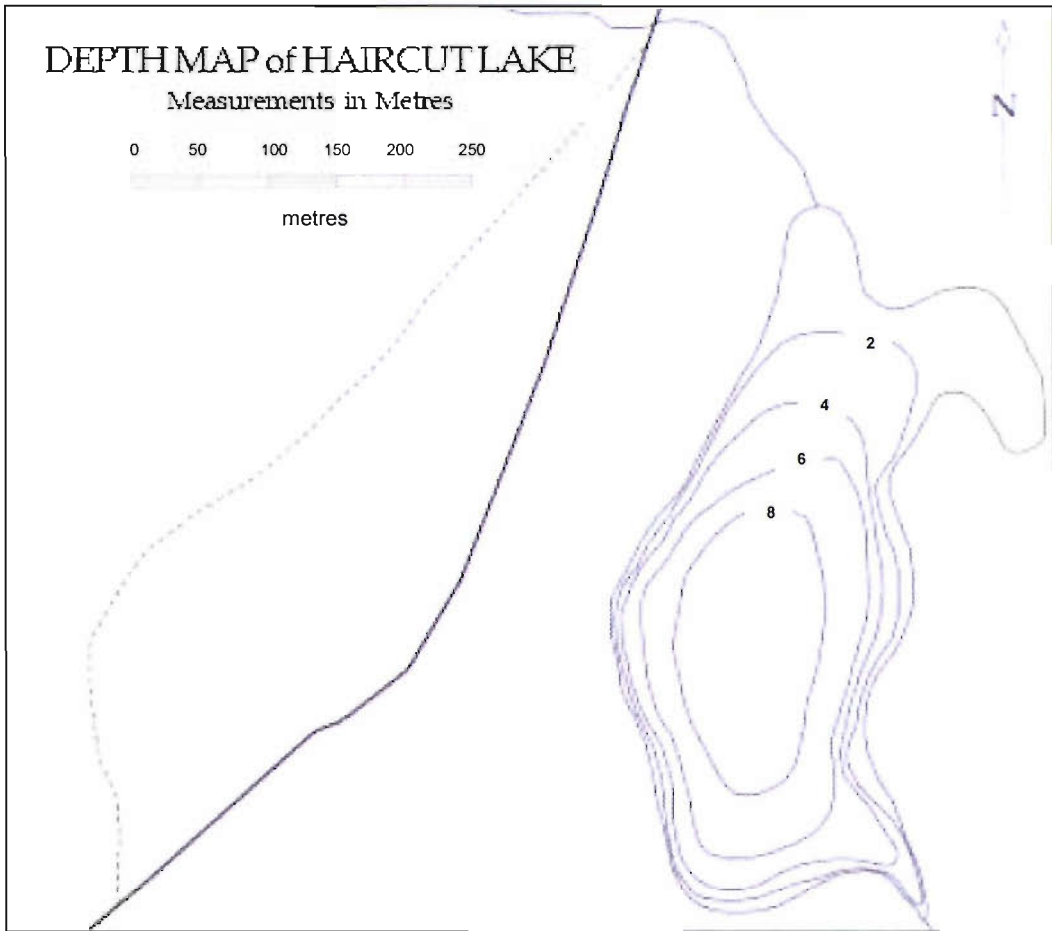 DEPTH MAP of HAIRCUT LAKE
Measurements in Metres
0 50 100 150 200 250
metres
N
2
4
6
8